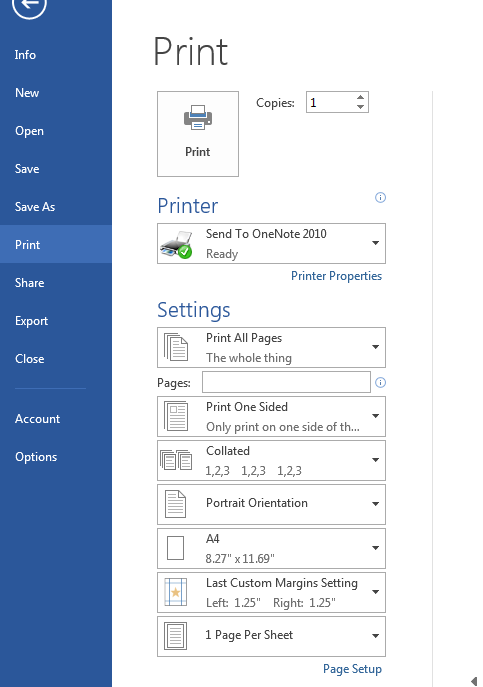 Info
New
Open
Save
Save As
Print
Share
Export
Close
Account
Options
Print
Print
Copies: 1
Printer
Send To OneNote 2010
Ready
Printer Properties
Settings
Print All Pages
The whole thing
Pages:
Print One Sided
Only print on one side of th...
Collated
1,2,3 1,2,3 1,2,3
Portrait Orientation
A4
8.27" x 11.69"
Last Custom Margins Setting
Left: 1.25" Right: 1.25"
1 Page Per Sheet
Page Setup